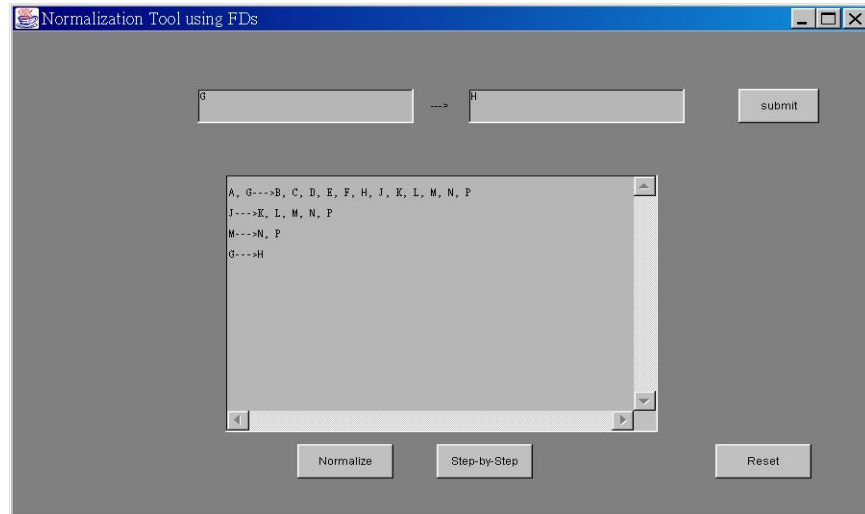 Normalization Tool using FDs
G ---> H submit
A, G--->B, C, D, E, F, H, J, K, L, M, N, P
J--->K, L, M, N, P
M--->N, P
G--->H
Normalize Step-by-Step Reset